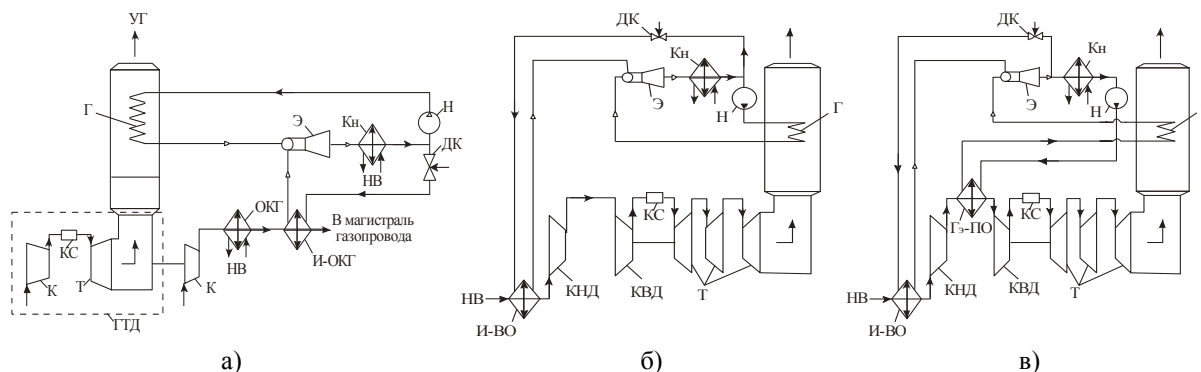 УГ
Г
Н
Э
Кн
ДК
НВ
ОКГ
В магистраль
газопровода
КС
НВ
И-ОКГ
К
Т
К
ГТД
а)
ДК
Кн
Э
Н
Г
КС
НВ
КНД
КВД
Т
И-ВО
б)
ДК
Кн
Э
Н
КС
Гэ-ПО
НВ
КНД
КВД
Т
И-ВО
в)